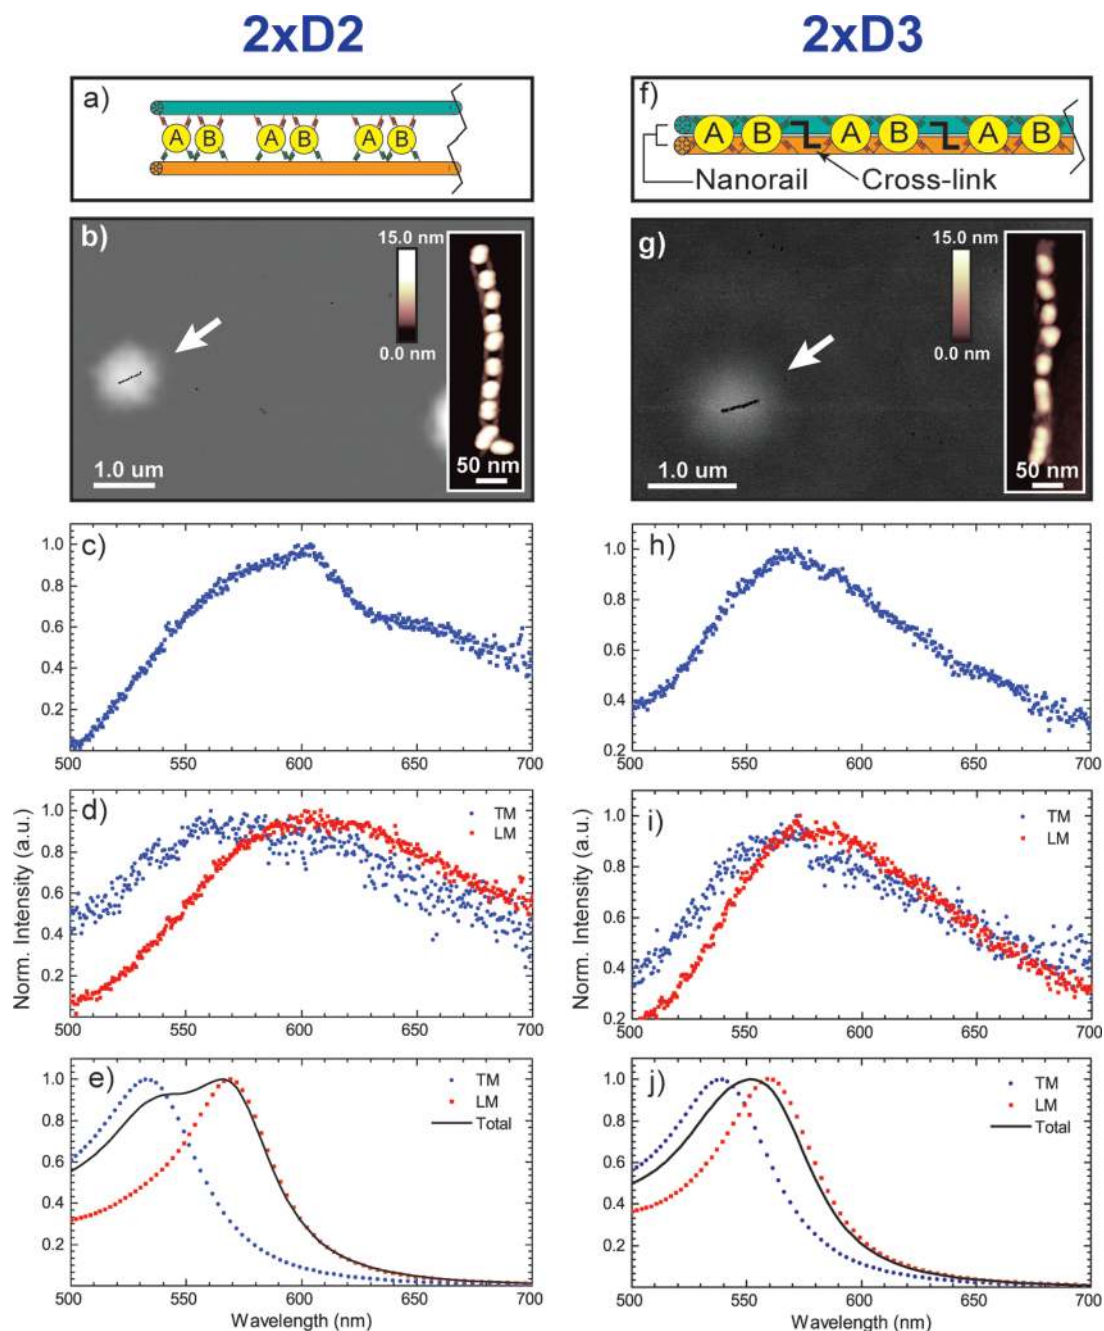 2xD2
2xD3
a)
A B A B A B
f)
A B A B A B
Nanorail
Cross-link
b)
15.0 nm
0.0 nm
1.0 um
50 nm
g)
15.0 nm
0.0 nm
1.0 um
50 nm
c)
1.0
0.8
0.6
0.4
0.2
500 550 600 650 700
h)
1.0
0.8
0.6
0.4
0.2
500 550 600 650 700
d)
TM
LM
Norm. Intensity (a.u.)
1.0
0.8
0.6
0.4
0.2
500 550 600 650 700
i)
TM
LM
Norm. Intensity (a.u.)
1.0
0.8
0.6
0.4
0.2
500 550 600 650 700
e)
TM
LM
Total
1.0
0.8
0.6
0.4
0.2
500 550 600 650 700
Wavelength (nm)
j)
TM
LM
Total
1.0
0.8
0.6
0.4
0.2
500 550 600 650 700
Wavelength (nm)